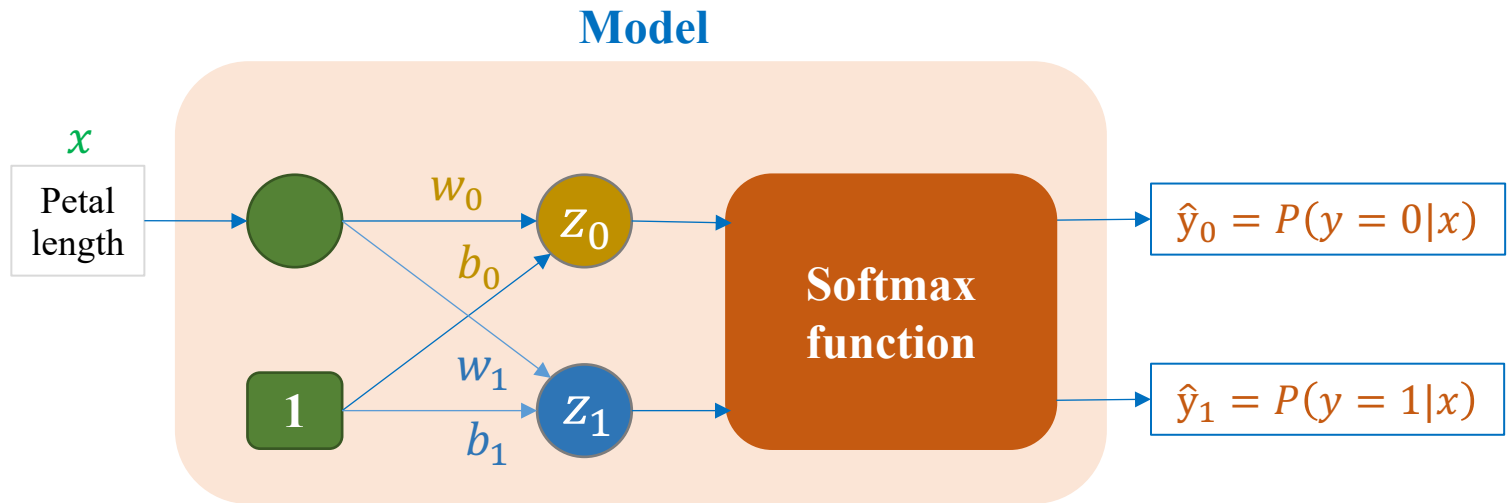 Model
x
Petal
length
w₀
z₀
b₀
Softmax
function
ŷ₀ = P(y = 0|x)
w₁
1
z₁
b₁
ŷ₁ = P(y = 1|x)